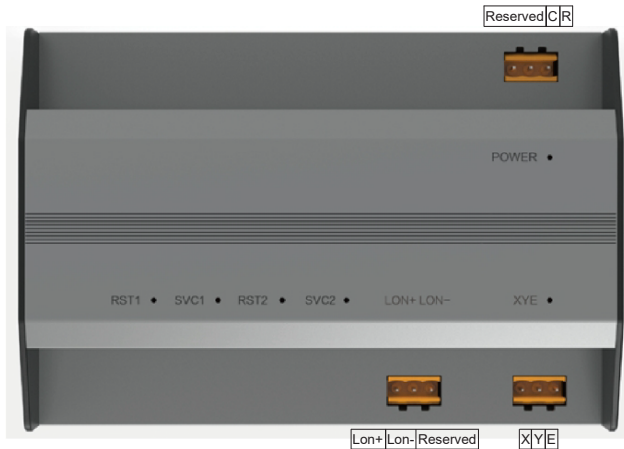 Reserved C R
POWER
RST1 SVC1 RST2 SVC2 LON+ LON− XYE
Lon+ Lon- Reserved X Y E